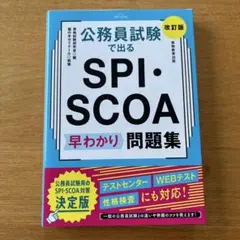 公務員試験
で出る
改訂版
SPI・
SCOA
早わかり
問題集
公務員試験用の
SPI・SCOA対策
決定版
テストセンター
WEBテスト
性格検査
にも対応!